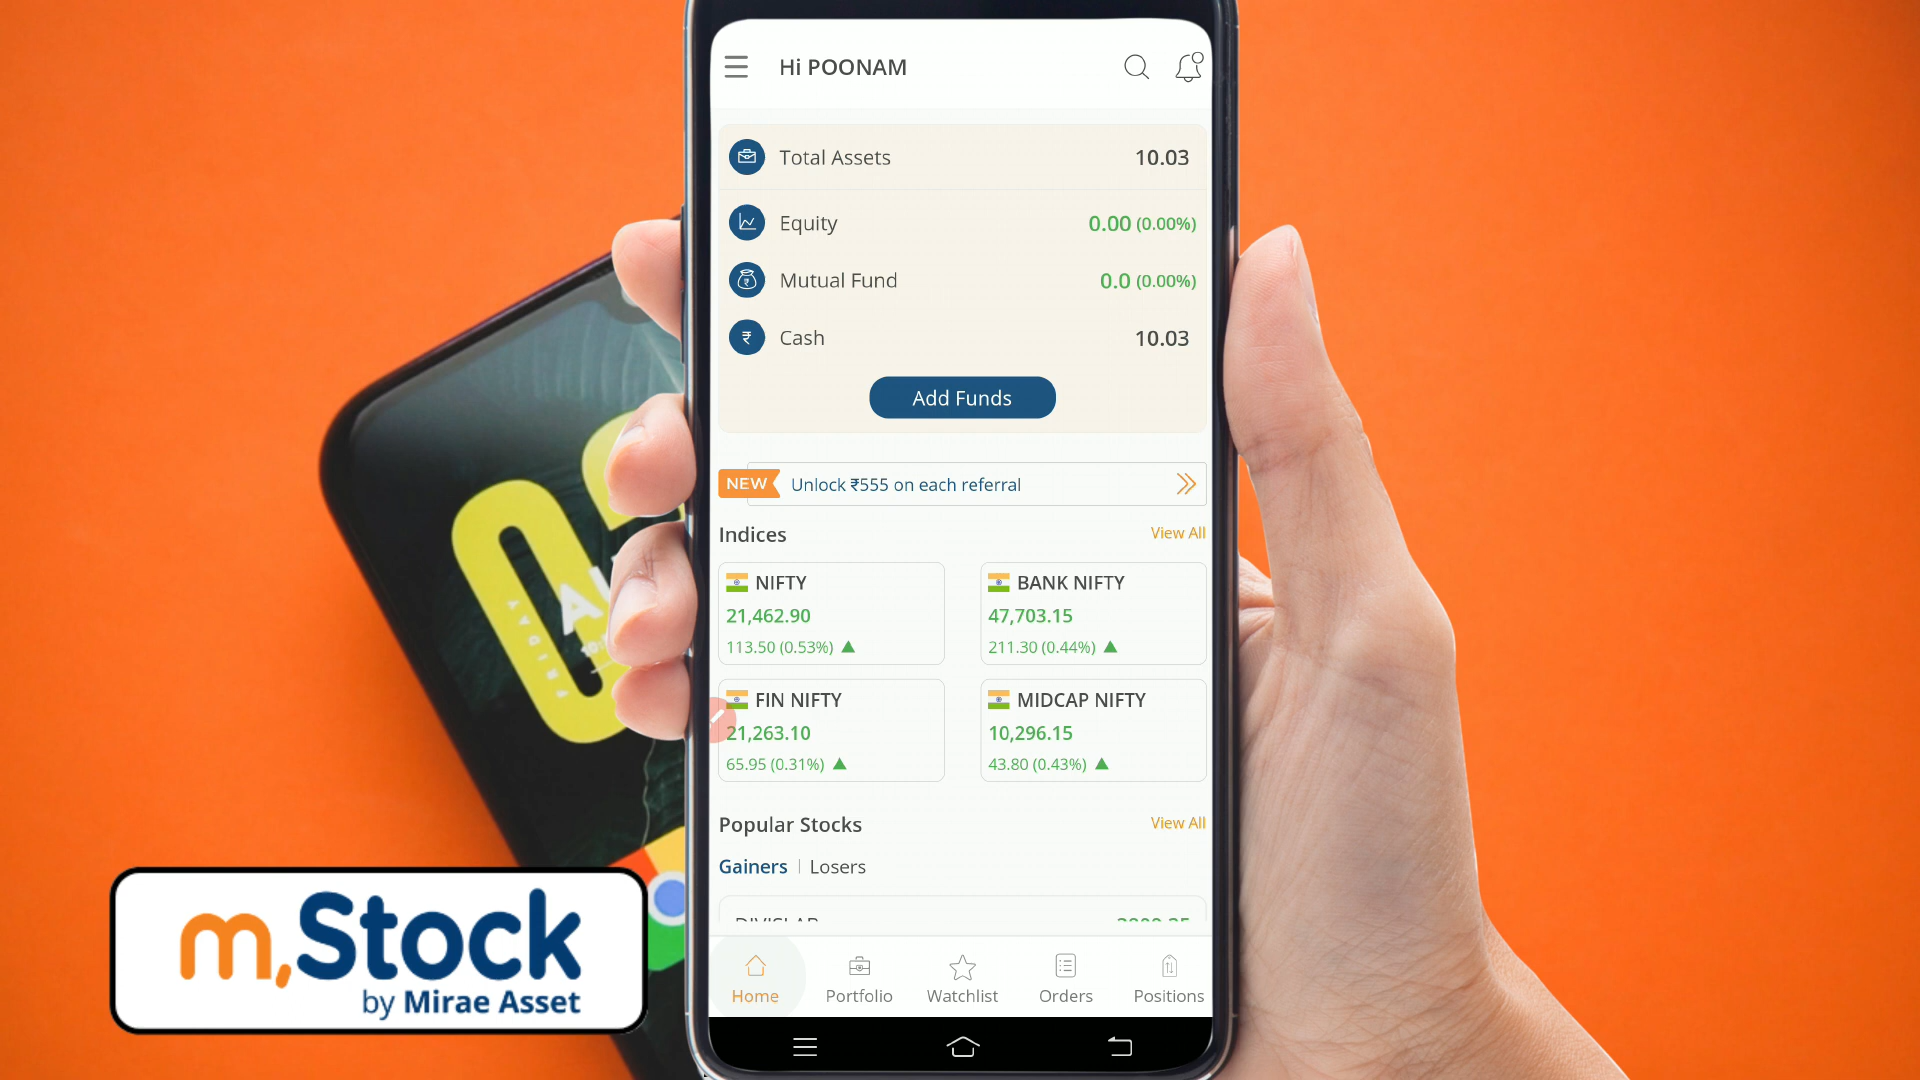 Hi POONAM
Total Assets 10.03
Equity 0.00 (0.00%)
Mutual Fund 0.0 (0.00%)
Cash 10.03
Add Funds
NEW Unlock ₹555 on each referral
Indices View All
NIFTY
21,462.90
113.50 (0.53%)
BANK NIFTY
47,703.15
211.30 (0.44%)
FIN NIFTY
21,263.10
65.95 (0.31%)
MIDCAP NIFTY
10,296.15
43.80 (0.43%)
Popular Stocks View All
Gainers | Losers
Home Portfolio Watchlist Orders Positions
m.Stock
by Mirae Asset